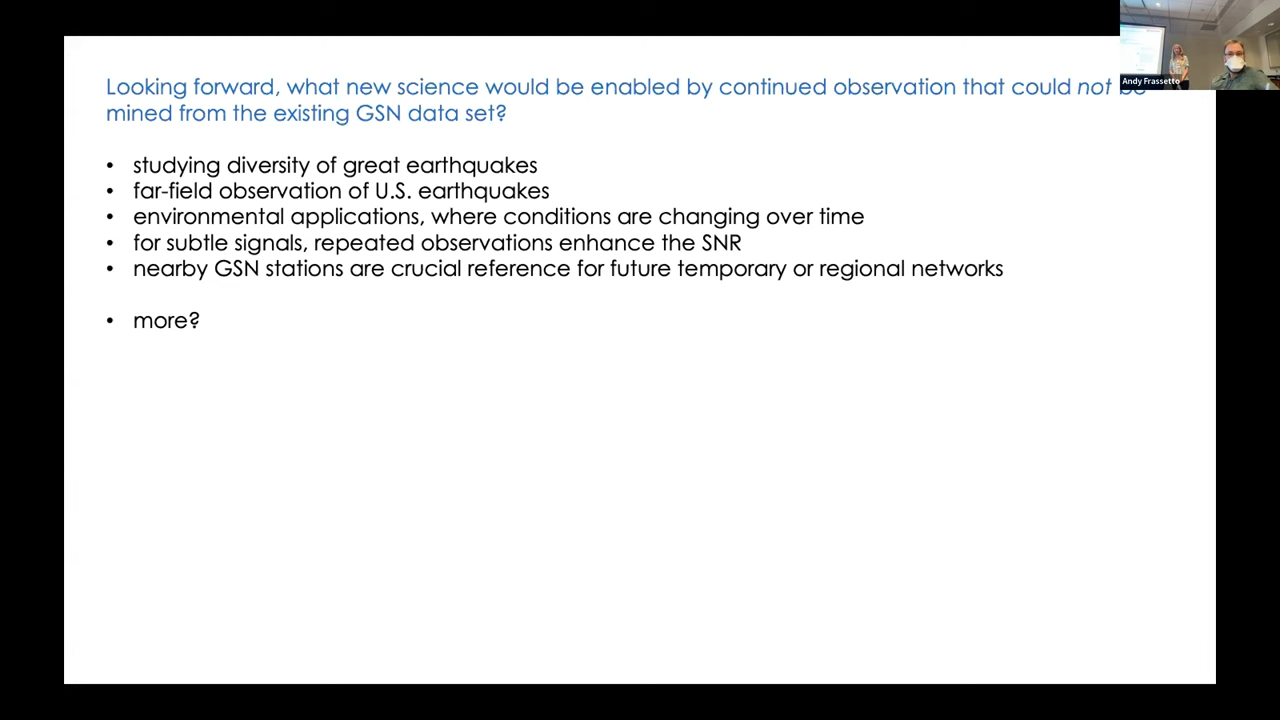 Looking forward, what new science would be enabled by continued observation that could not be
mined from the existing GSN data set?
• studying diversity of great earthquakes
• far-field observation of U.S. earthquakes
• environmental applications, where conditions are changing over time
• for subtle signals, repeated observations enhance the SNR
• nearby GSN stations are crucial reference for future temporary or regional networks
• more?
Andy Frassetto